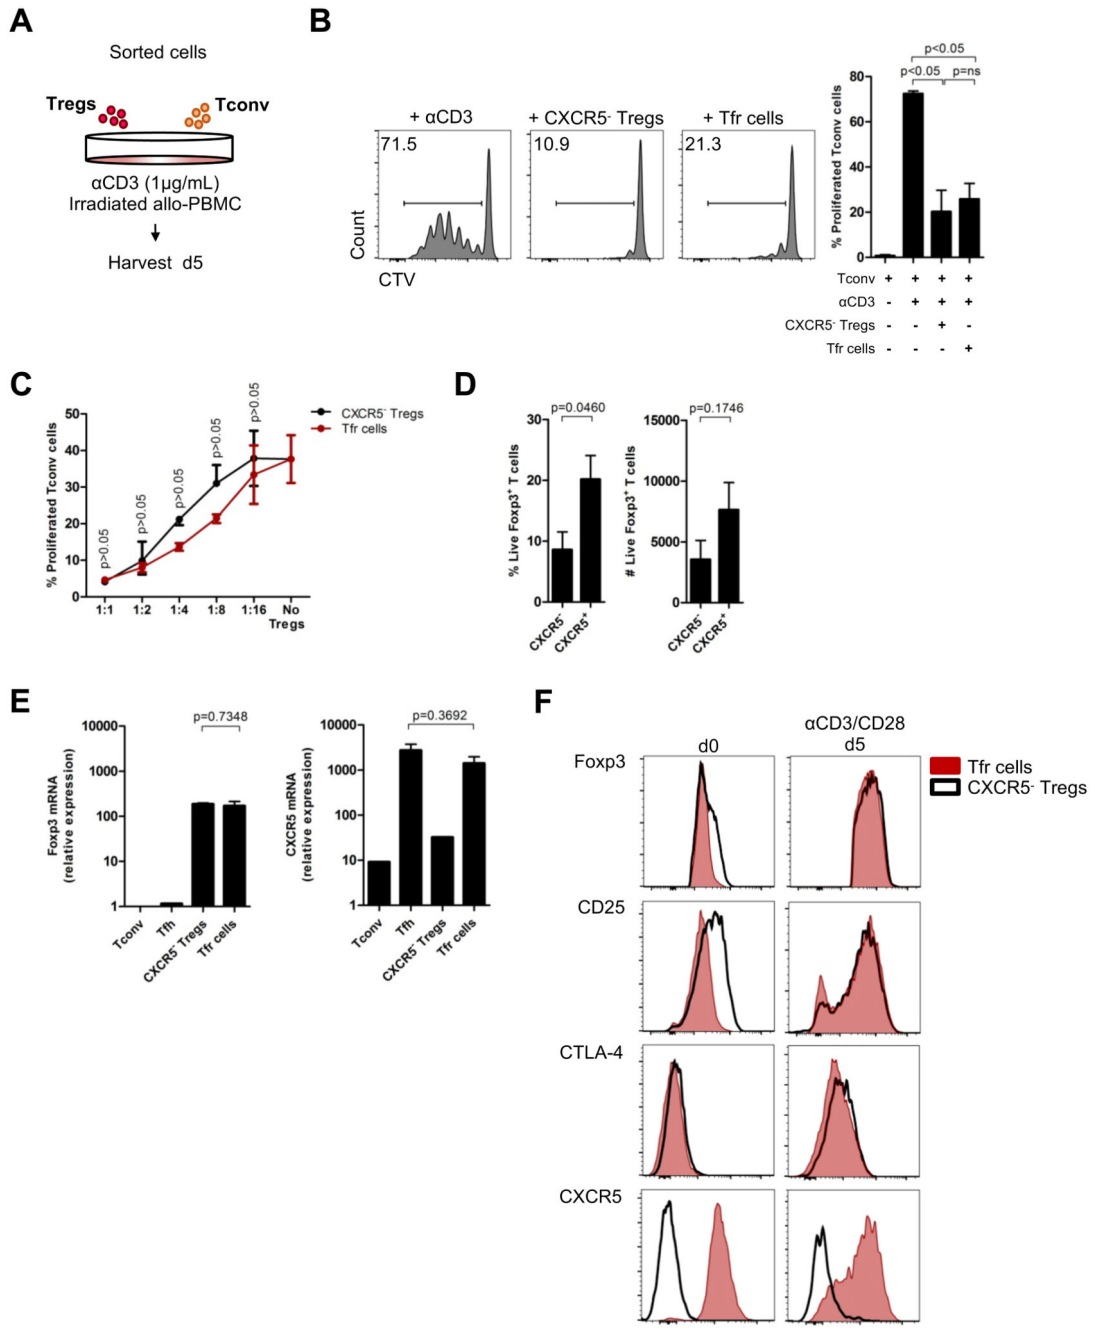 A
Sorted cells
Tregs
Tconv
αCD3 (1µg/mL)
Irradiated allo-PBMC
Harvest d5
B
+ αCD3
+ CXCR5⁻ Tregs
+ Tfr cells
71.5
10.9
21.3
Count
CTV
p<0.05
p<0.05
p=ns
% Proliferated Tconv cells
80
60
40
20
0
Tconv + + + +
αCD3 - + + +
CXCR5⁻ Tregs - - + -
Tfr cells - - - +
C
% Proliferated Tconv cells
50
40
30
20
10
0
p>0.05
p>0.05
p>0.05
p>0.05
p>0.05
CXCR5⁻ Tregs
Tfr cells
1:1
1:2
1:4
1:8
1:16
No
Tregs
D
p=0.0460
% Live Foxp3⁺ T cells
30
20
10
0
CXCR5⁻
CXCR5⁺
p=0.1746
# Live Foxp3⁺ T cells
15000
10000
5000
0
CXCR5⁻
CXCR5⁺
E
p=0.7348
Foxp3 mRNA
(relative expression)
10000
1000
100
10
1
Tconv
Tfh
CXCR5⁻ Tregs
Tfr cells
p=0.3692
CXCR5 mRNA
(relative expression)
10000
1000
100
10
1
Tconv
Tfh
CXCR5⁻ Tregs
Tfr cells
F
αCD3/CD28
d0
d5
Tfr cells
CXCR5⁻ Tregs
Foxp3
CD25
CTLA-4
CXCR5